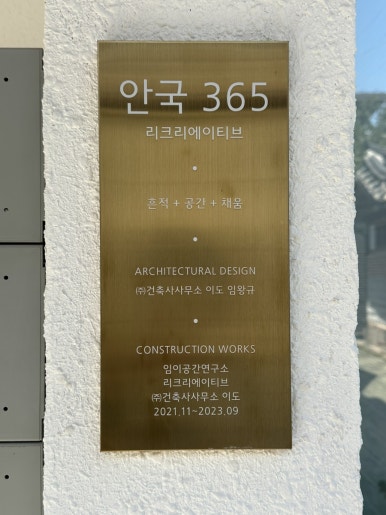 안국 365
리크리에이티브
흔적 + 공간 + 채움
ARCHITECTURAL DESIGN
㈜건축사사무소 이도 임왕규
CONSTRUCTION WORKS
임이공간연구소
리크리에이티브
㈜건축사사무소 이도
2021.11~2023.09